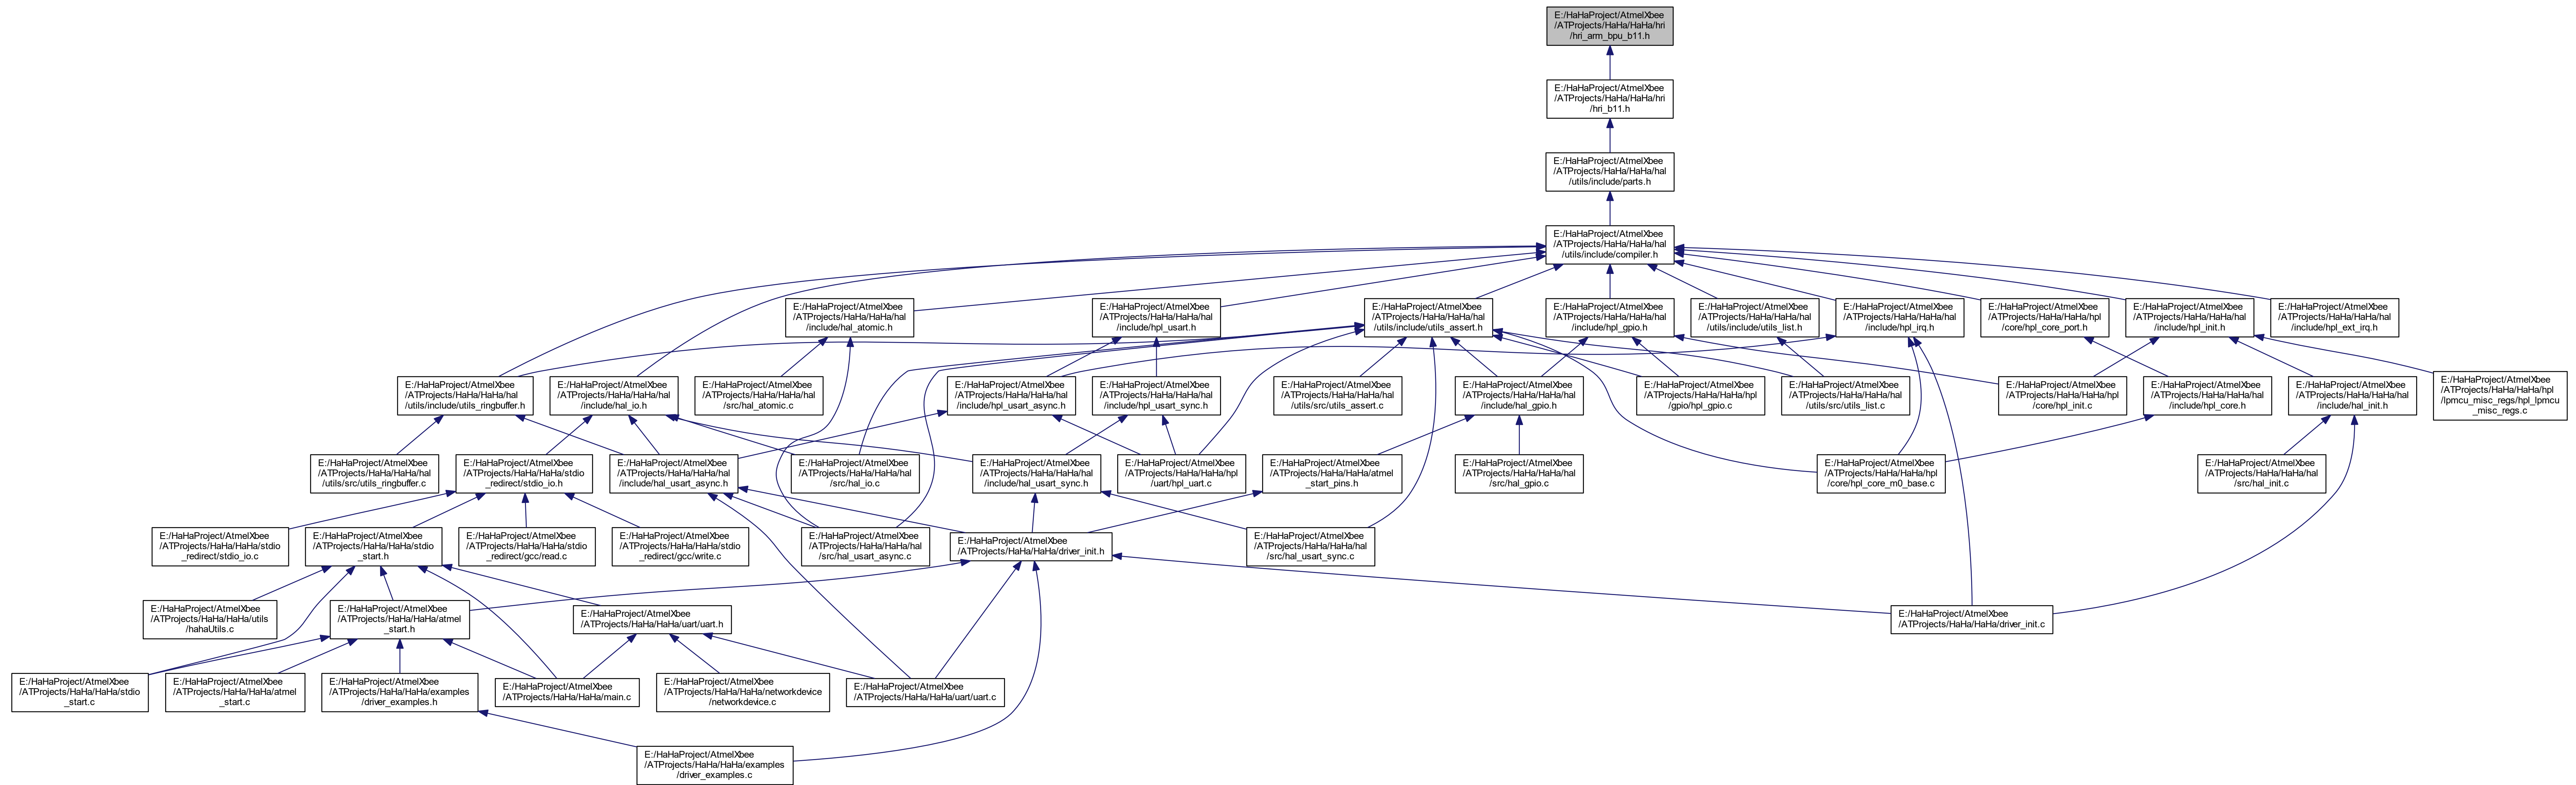 E:/HaHaProject/AtmelXbee
/ATProjects/HaHa/HaHa/hri
/hri_arm_bpu_b11.h
E:/HaHaProject/AtmelXbee
/ATProjects/HaHa/HaHa/hri
/hri_b11.h
E:/HaHaProject/AtmelXbee
/ATProjects/HaHa/HaHa/hal
/utils/include/parts.h
E:/HaHaProject/AtmelXbee
/ATProjects/HaHa/HaHa/hal
/utils/include/compiler.h
E:/HaHaProject/AtmelXbee
/ATProjects/HaHa/HaHa/hal
/include/hal_atomic.h
E:/HaHaProject/AtmelXbee
/ATProjects/HaHa/HaHa/hal
/include/hpl_usart.h
E:/HaHaProject/AtmelXbee
/ATProjects/HaHa/HaHa/hal
/utils/include/utils_assert.h
E:/HaHaProject/AtmelXbee
/ATProjects/HaHa/HaHa/hal
/include/hpl_gpio.h
E:/HaHaProject/AtmelXbee
/ATProjects/HaHa/HaHa/hal
/utils/include/utils_list.h
E:/HaHaProject/AtmelXbee
/ATProjects/HaHa/HaHa/hal
/include/hpl_irq.h
E:/HaHaProject/AtmelXbee
/ATProjects/HaHa/HaHa/hpl
/core/hpl_core_port.h
E:/HaHaProject/AtmelXbee
/ATProjects/HaHa/HaHa/hal
/include/hpl_init.h
E:/HaHaProject/AtmelXbee
/ATProjects/HaHa/HaHa/hal
/include/hpl_ext_irq.h
E:/HaHaProject/AtmelXbee
/ATProjects/HaHa/HaHa/hal
/utils/include/utils_ringbuffer.h
E:/HaHaProject/AtmelXbee
/ATProjects/HaHa/HaHa/hal
/include/hal_io.h
E:/HaHaProject/AtmelXbee
/ATProjects/HaHa/HaHa/hal
/src/hal_atomic.c
E:/HaHaProject/AtmelXbee
/ATProjects/HaHa/HaHa/hal
/include/hpl_usart_async.h
E:/HaHaProject/AtmelXbee
/ATProjects/HaHa/HaHa/hal
/include/hpl_usart_sync.h
E:/HaHaProject/AtmelXbee
/ATProjects/HaHa/HaHa/hal
/utils/src/utils_assert.c
E:/HaHaProject/AtmelXbee
/ATProjects/HaHa/HaHa/hal
/include/hal_gpio.h
E:/HaHaProject/AtmelXbee
/ATProjects/HaHa/HaHa/hpl
/gpio/hpl_gpio.c
E:/HaHaProject/AtmelXbee
/ATProjects/HaHa/HaHa/hal
/utils/src/utils_list.c
E:/HaHaProject/AtmelXbee
/ATProjects/HaHa/HaHa/hpl
/core/hpl_init.c
E:/HaHaProject/AtmelXbee
/ATProjects/HaHa/HaHa/hal
/include/hpl_core.h
E:/HaHaProject/AtmelXbee
/ATProjects/HaHa/HaHa/hal
/include/hal_init.h
E:/HaHaProject/AtmelXbee
/ATProjects/HaHa/HaHa/hpl
/lpmcu_misc_regs/hpl_lpmcu
_misc_regs.c
E:/HaHaProject/AtmelXbee
/ATProjects/HaHa/HaHa/hal
/utils/src/utils_ringbuffer.c
E:/HaHaProject/AtmelXbee
/ATProjects/HaHa/HaHa/stdio
_redirect/stdio_io.h
E:/HaHaProject/AtmelXbee
/ATProjects/HaHa/HaHa/hal
/include/hal_usart_async.h
E:/HaHaProject/AtmelXbee
/ATProjects/HaHa/HaHa/hal
/src/hal_io.c
E:/HaHaProject/AtmelXbee
/ATProjects/HaHa/HaHa/hal
/include/hal_usart_sync.h
E:/HaHaProject/AtmelXbee
/ATProjects/HaHa/HaHa/hpl
/uart/hpl_uart.c
E:/HaHaProject/AtmelXbee
/ATProjects/HaHa/HaHa/atmel
_start_pins.h
E:/HaHaProject/AtmelXbee
/ATProjects/HaHa/HaHa/hal
/src/hal_gpio.c
E:/HaHaProject/AtmelXbee
/ATProjects/HaHa/HaHa/hpl
/core/hpl_core_m0_base.c
E:/HaHaProject/AtmelXbee
/ATProjects/HaHa/HaHa/hal
/src/hal_init.c
E:/HaHaProject/AtmelXbee
/ATProjects/HaHa/HaHa/stdio
_redirect/stdio_io.c
E:/HaHaProject/AtmelXbee
/ATProjects/HaHa/HaHa/stdio
_start.h
E:/HaHaProject/AtmelXbee
/ATProjects/HaHa/HaHa/stdio
_redirect/gcc/read.c
E:/HaHaProject/AtmelXbee
/ATProjects/HaHa/HaHa/stdio
_redirect/gcc/write.c
E:/HaHaProject/AtmelXbee
/ATProjects/HaHa/HaHa/hal
/src/hal_usart_async.c
E:/HaHaProject/AtmelXbee
/ATProjects/HaHa/HaHa/driver_init.h
E:/HaHaProject/AtmelXbee
/ATProjects/HaHa/HaHa/hal
/src/hal_usart_sync.c
E:/HaHaProject/AtmelXbee
/ATProjects/HaHa/HaHa/utils
/hahaUtils.c
E:/HaHaProject/AtmelXbee
/ATProjects/HaHa/HaHa/atmel
_start.h
E:/HaHaProject/AtmelXbee
/ATProjects/HaHa/HaHa/uart/uart.h
E:/HaHaProject/AtmelXbee
/ATProjects/HaHa/HaHa/driver_init.c
E:/HaHaProject/AtmelXbee
/ATProjects/HaHa/HaHa/stdio
_start.c
E:/HaHaProject/AtmelXbee
/ATProjects/HaHa/HaHa/atmel
_start.c
E:/HaHaProject/AtmelXbee
/ATProjects/HaHa/HaHa/examples
/driver_examples.h
E:/HaHaProject/AtmelXbee
/ATProjects/HaHa/HaHa/main.c
E:/HaHaProject/AtmelXbee
/ATProjects/HaHa/HaHa/networkdevice
/networkdevice.c
E:/HaHaProject/AtmelXbee
/ATProjects/HaHa/HaHa/uart/uart.c
E:/HaHaProject/AtmelXbee
/ATProjects/HaHa/HaHa/examples
/driver_examples.c